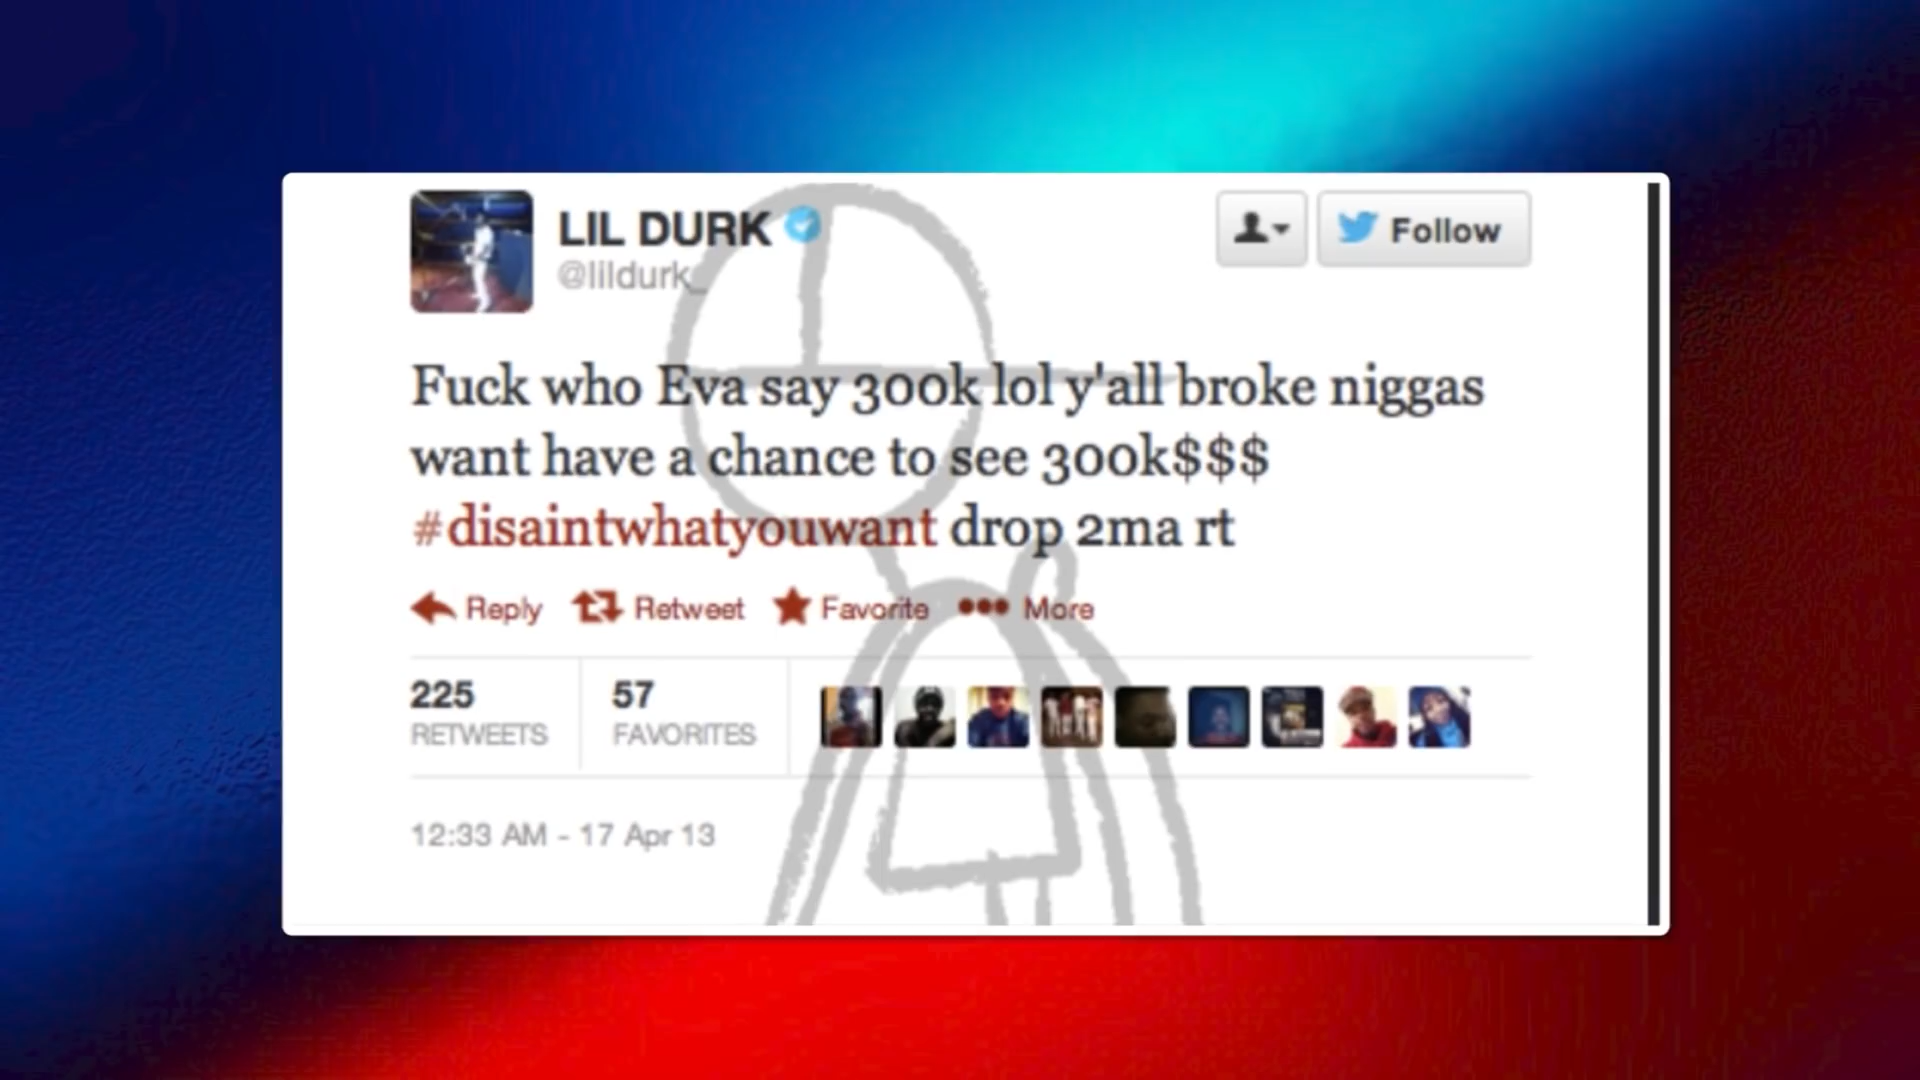 LIL DURK
@lildurk_
Follow
Fuck who Eva say 300k lol y'all broke niggas
want have a chance to see 300k$$$
#disaintwhatyouwant drop 2ma rt
Reply Retweet Favorite More
225 57
RETWEETS FAVORITES
12:33 AM - 17 Apr 13